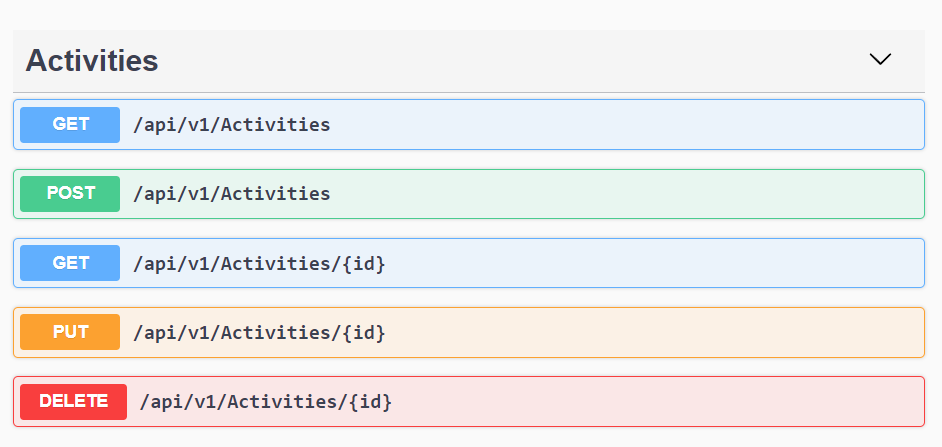 Activities
GET /api/v1/Activities
POST /api/v1/Activities
GET /api/v1/Activities/{id}
PUT /api/v1/Activities/{id}
DELETE /api/v1/Activities/{id}